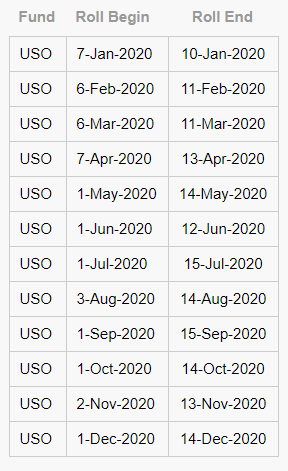 Fund Roll Begin Roll End
USO 7-Jan-2020 10-Jan-2020
USO 6-Feb-2020 11-Feb-2020
USO 6-Mar-2020 11-Mar-2020
USO 7-Apr-2020 13-Apr-2020
USO 1-May-2020 14-May-2020
USO 1-Jun-2020 12-Jun-2020
USO 1-Jul-2020 15-Jul-2020
USO 3-Aug-2020 14-Aug-2020
USO 1-Sep-2020 15-Sep-2020
USO 1-Oct-2020 14-Oct-2020
USO 2-Nov-2020 13-Nov-2020
USO 1-Dec-2020 14-Dec-2020